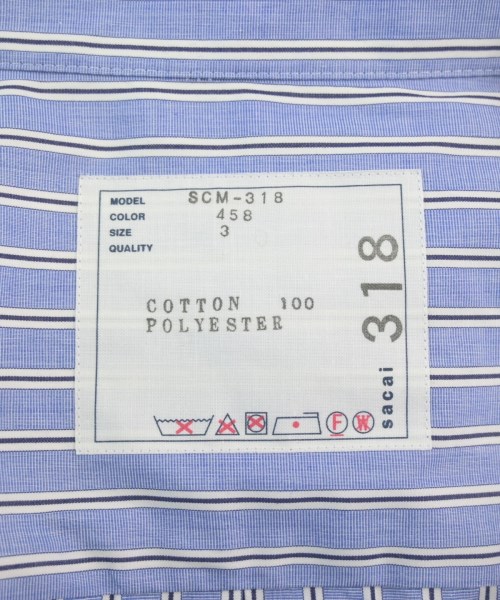 MODEL SCM-318
COLOR 458
SIZE 3
QUALITY
COTTON 100
POLYESTER
F
W
sacai 318